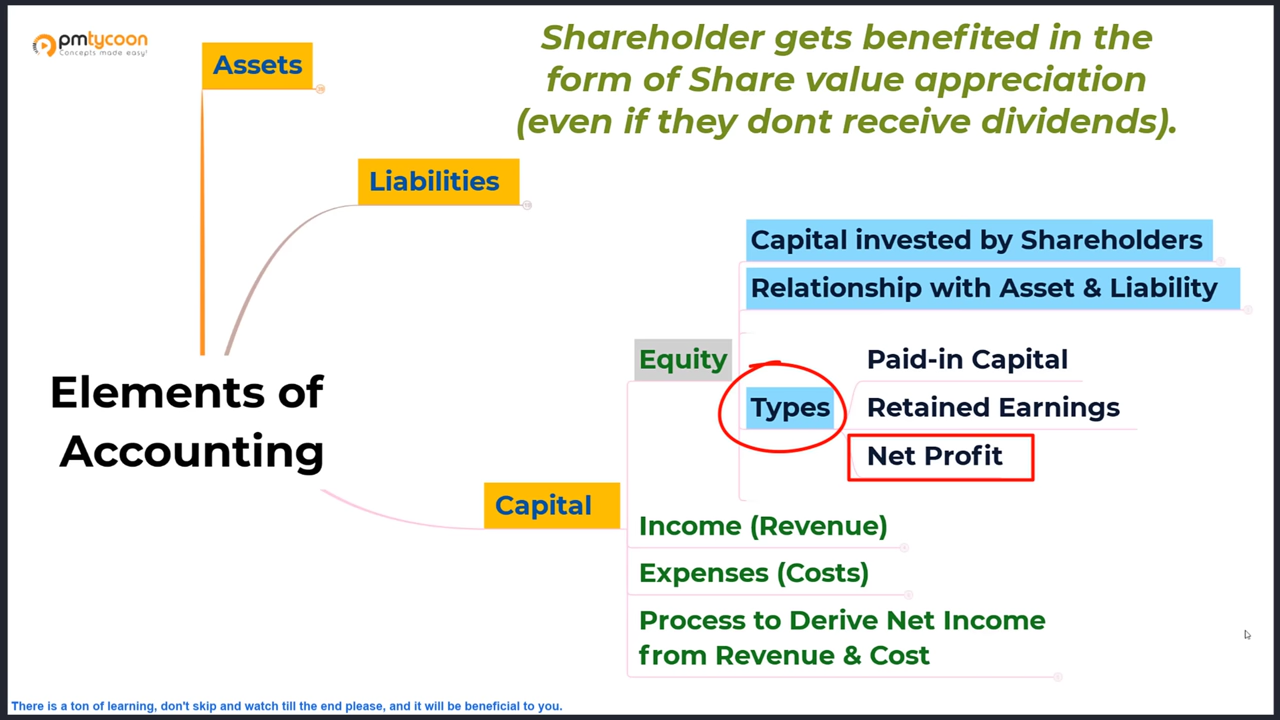 pmtycoon
Concepts made easy!
Shareholder gets benefited in the
form of Share value appreciation
(even if they dont receive dividends).
Assets
Liabilities
Elements of
Accounting
Capital
Equity
Capital invested by Shareholders
Relationship with Asset & Liability
Types
Paid-in Capital
Retained Earnings
Net Profit
Income (Revenue)
Expenses (Costs)
Process to Derive Net Income
from Revenue & Cost
There is a ton of learning, don't skip and watch till the end please, and it will be beneficial to you.